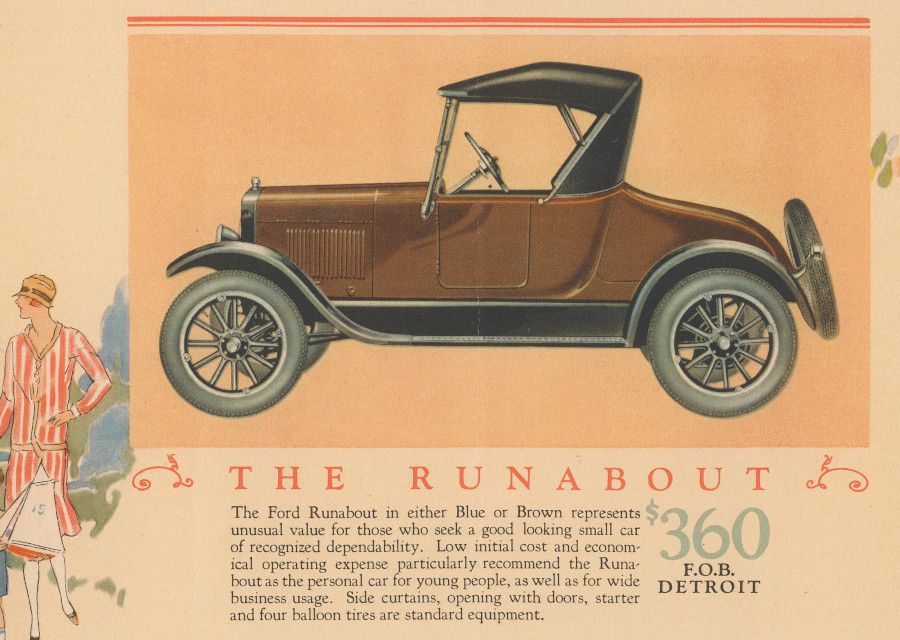 THE RUNABOUT
The Ford Runabout in either Blue or Brown represents
unusual value for those who seek a good looking small car
of recognized dependability. Low initial cost and econom-
ical operating expense particularly recommend the Runa-
bout as the personal car for young people, as well as for wide
business usage. Side curtains, opening with doors, starter
and four balloon tires are standard equipment.
$360
F.O.B.
DETROIT
15